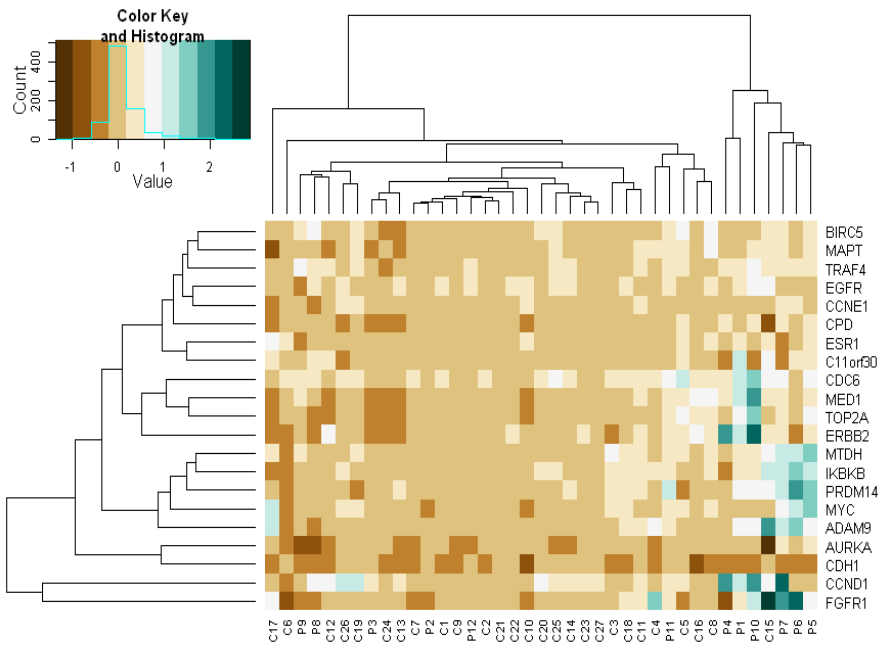 Color Key
and Histogram
Count
0 200 400
-1 0 1 2
Value
BIRC5
MAPT
TRAF4
EGFR
CCNE1
CPD
ESR1
C11orf30
CDC6
MED1
TOP2A
ERBB2
MTDH
IKBKB
PRDM14
MYC
ADAM9
AURKA
CDH1
CCND1
FGFR1
C17 C6 P9 P8 C12 C26 C19 P3 C24 C13 C7 P2 C1 C9 P12 C2 C21 C22 C10 C20 C25 C14 C23 C27 C3 C18 C11 C4 P11 C5 C16 C8 P4 P1 P10 C15 P7 P6 P5